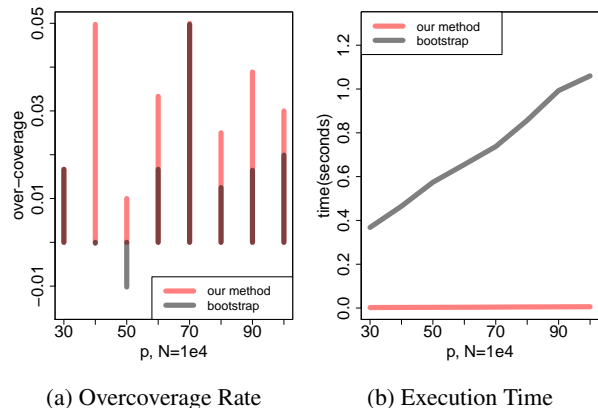 0.05
0.03
0.01
−0.01
over−coverage
our method
bootstrap
30 50 70 90
p, N=1e4
(a) Overcoverage Rate
our method
bootstrap
1.2
1.0
0.8
0.6
0.4
0.2
0.0
time(seconds)
30 50 70 90
p, N=1e4
(b) Execution Time